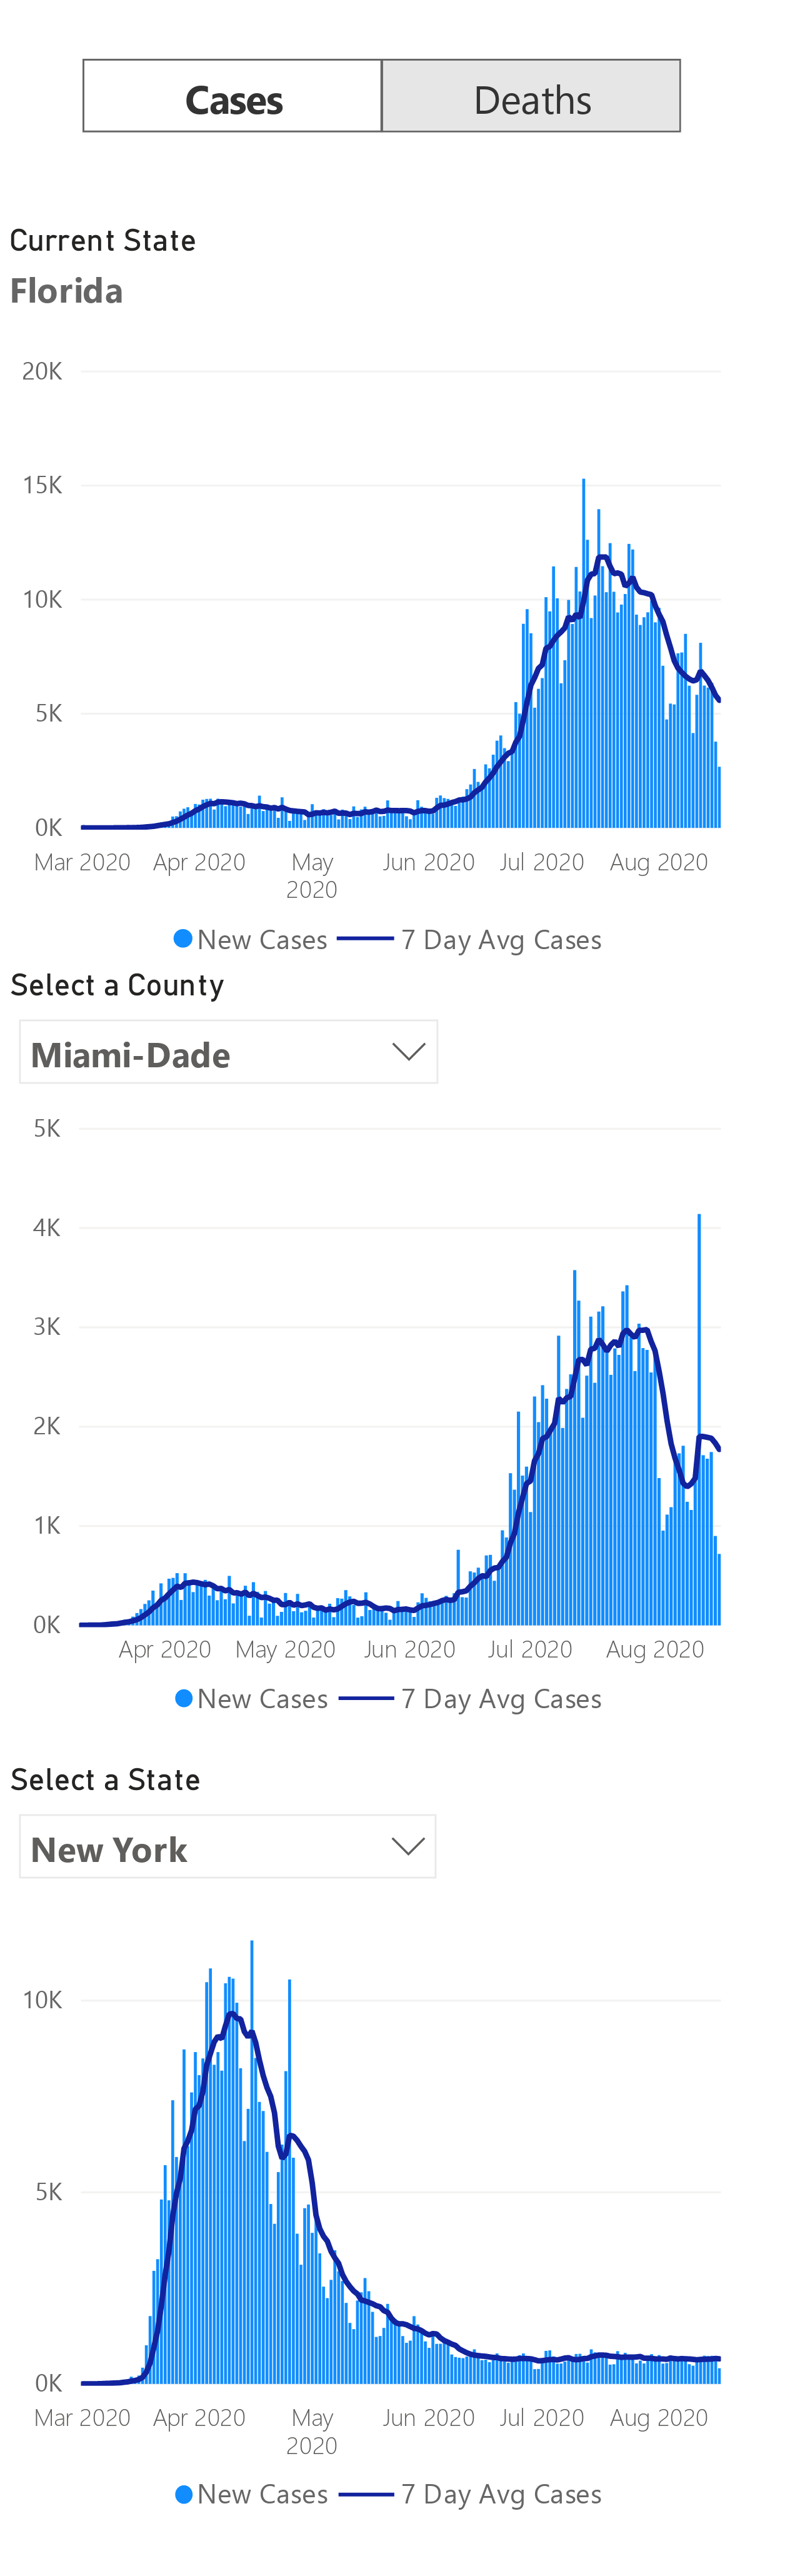 Cases Deaths
Current State
Florida
20K
15K
10K
5K
0K
Mar 2020 Apr 2020 May 2020 Jun 2020 Jul 2020 Aug 2020
New Cases 7 Day Avg Cases
Select a County
Miami-Dade
5K
4K
3K
2K
1K
0K
Apr 2020 May 2020 Jun 2020 Jul 2020 Aug 2020
New Cases 7 Day Avg Cases
Select a State
New York
10K
5K
0K
Mar 2020 Apr 2020 May 2020 Jun 2020 Jul 2020 Aug 2020
New Cases 7 Day Avg Cases